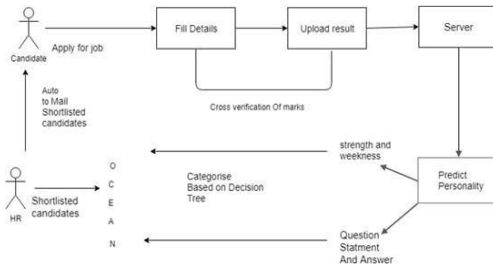 Fill Details
Upload result
Server
Apply for job
Candidate
Cross verification Of marks
Auto
to Mail
Shortlisted
candidates
strength and
weekness
Predict
Personality
Categorise
Based on Decision
Tree
O
C
E
A
N
HR
Shortlisted
candidates
Question
Statment
And Answer